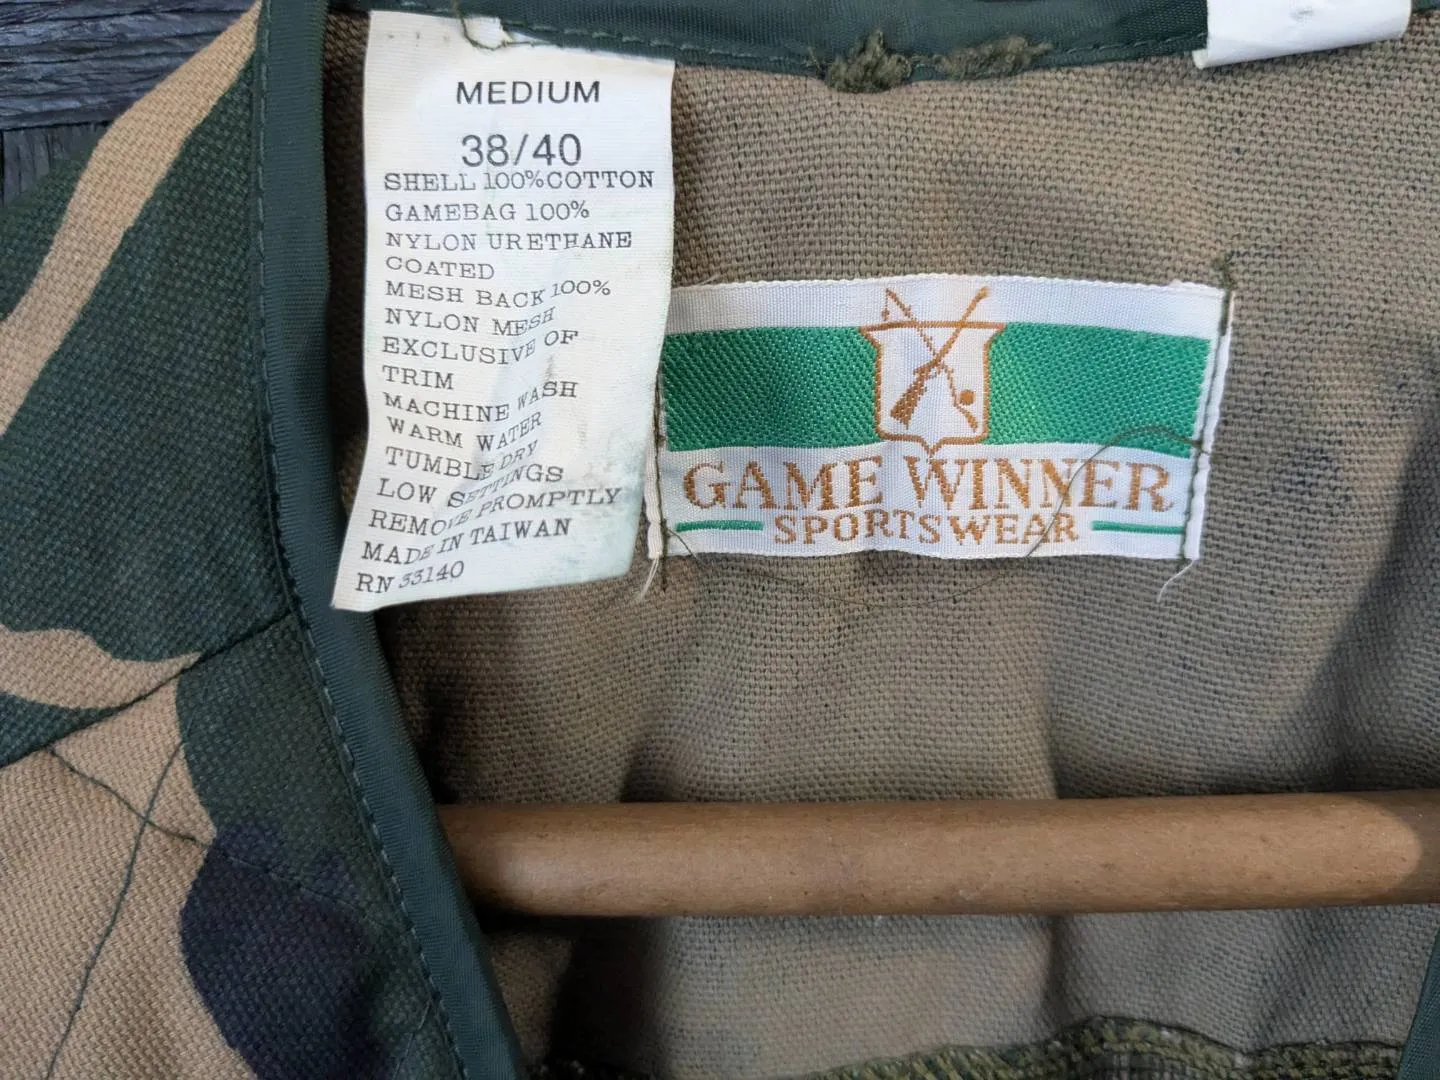 MEDIUM
38/40
SHELL 100% COTTON
GAMEBAG 100%
NYLON URETHANE
COATED
MESH BACK 100%
NYLON MESH
EXCLUSIVE OF
TRIM
MACHINE WASH
WARM WATER
TUMBLE DRY
LOW SETTINGS
REMOVE PROMPTLY
MADE IN TAIWAN
RN 33140
GAME WINNER
SPORTSWEAR